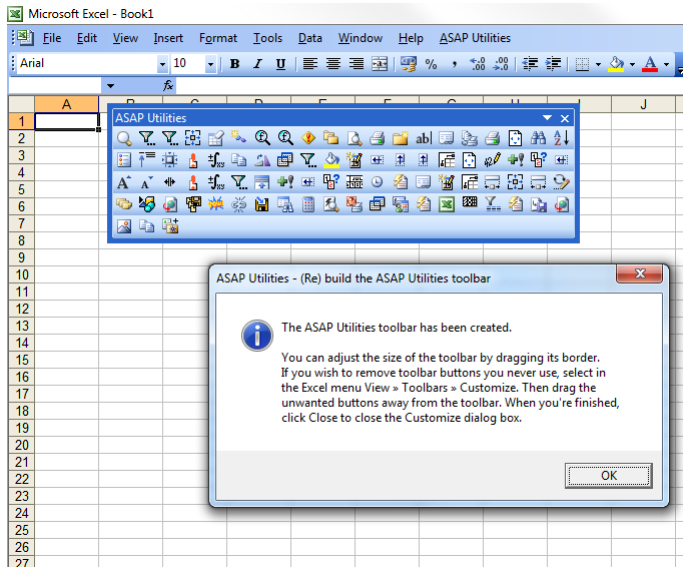 Microsoft Excel - Book1
File Edit View Insert Format Tools Data Window Help ASAP Utilities
Arial 10 B I U % , .0 .00 .00 .0 A
fx
A J
ASAP Utilities
1
2
3
4
5
6
7
8
9
10
11
12
13
14
15
16
17
18
19
20
21
22
23
24
25
26
27
ASAP Utilities - (Re) build the ASAP Utilities toolbar
The ASAP Utilities toolbar has been created.
You can adjust the size of the toolbar by dragging its border.
If you wish to remove toolbar buttons you never use, select in
the Excel menu View » Toolbars » Customize. Then drag the
unwanted buttons away from the toolbar. When you're finished,
click Close to close the Customize dialog box.
OK